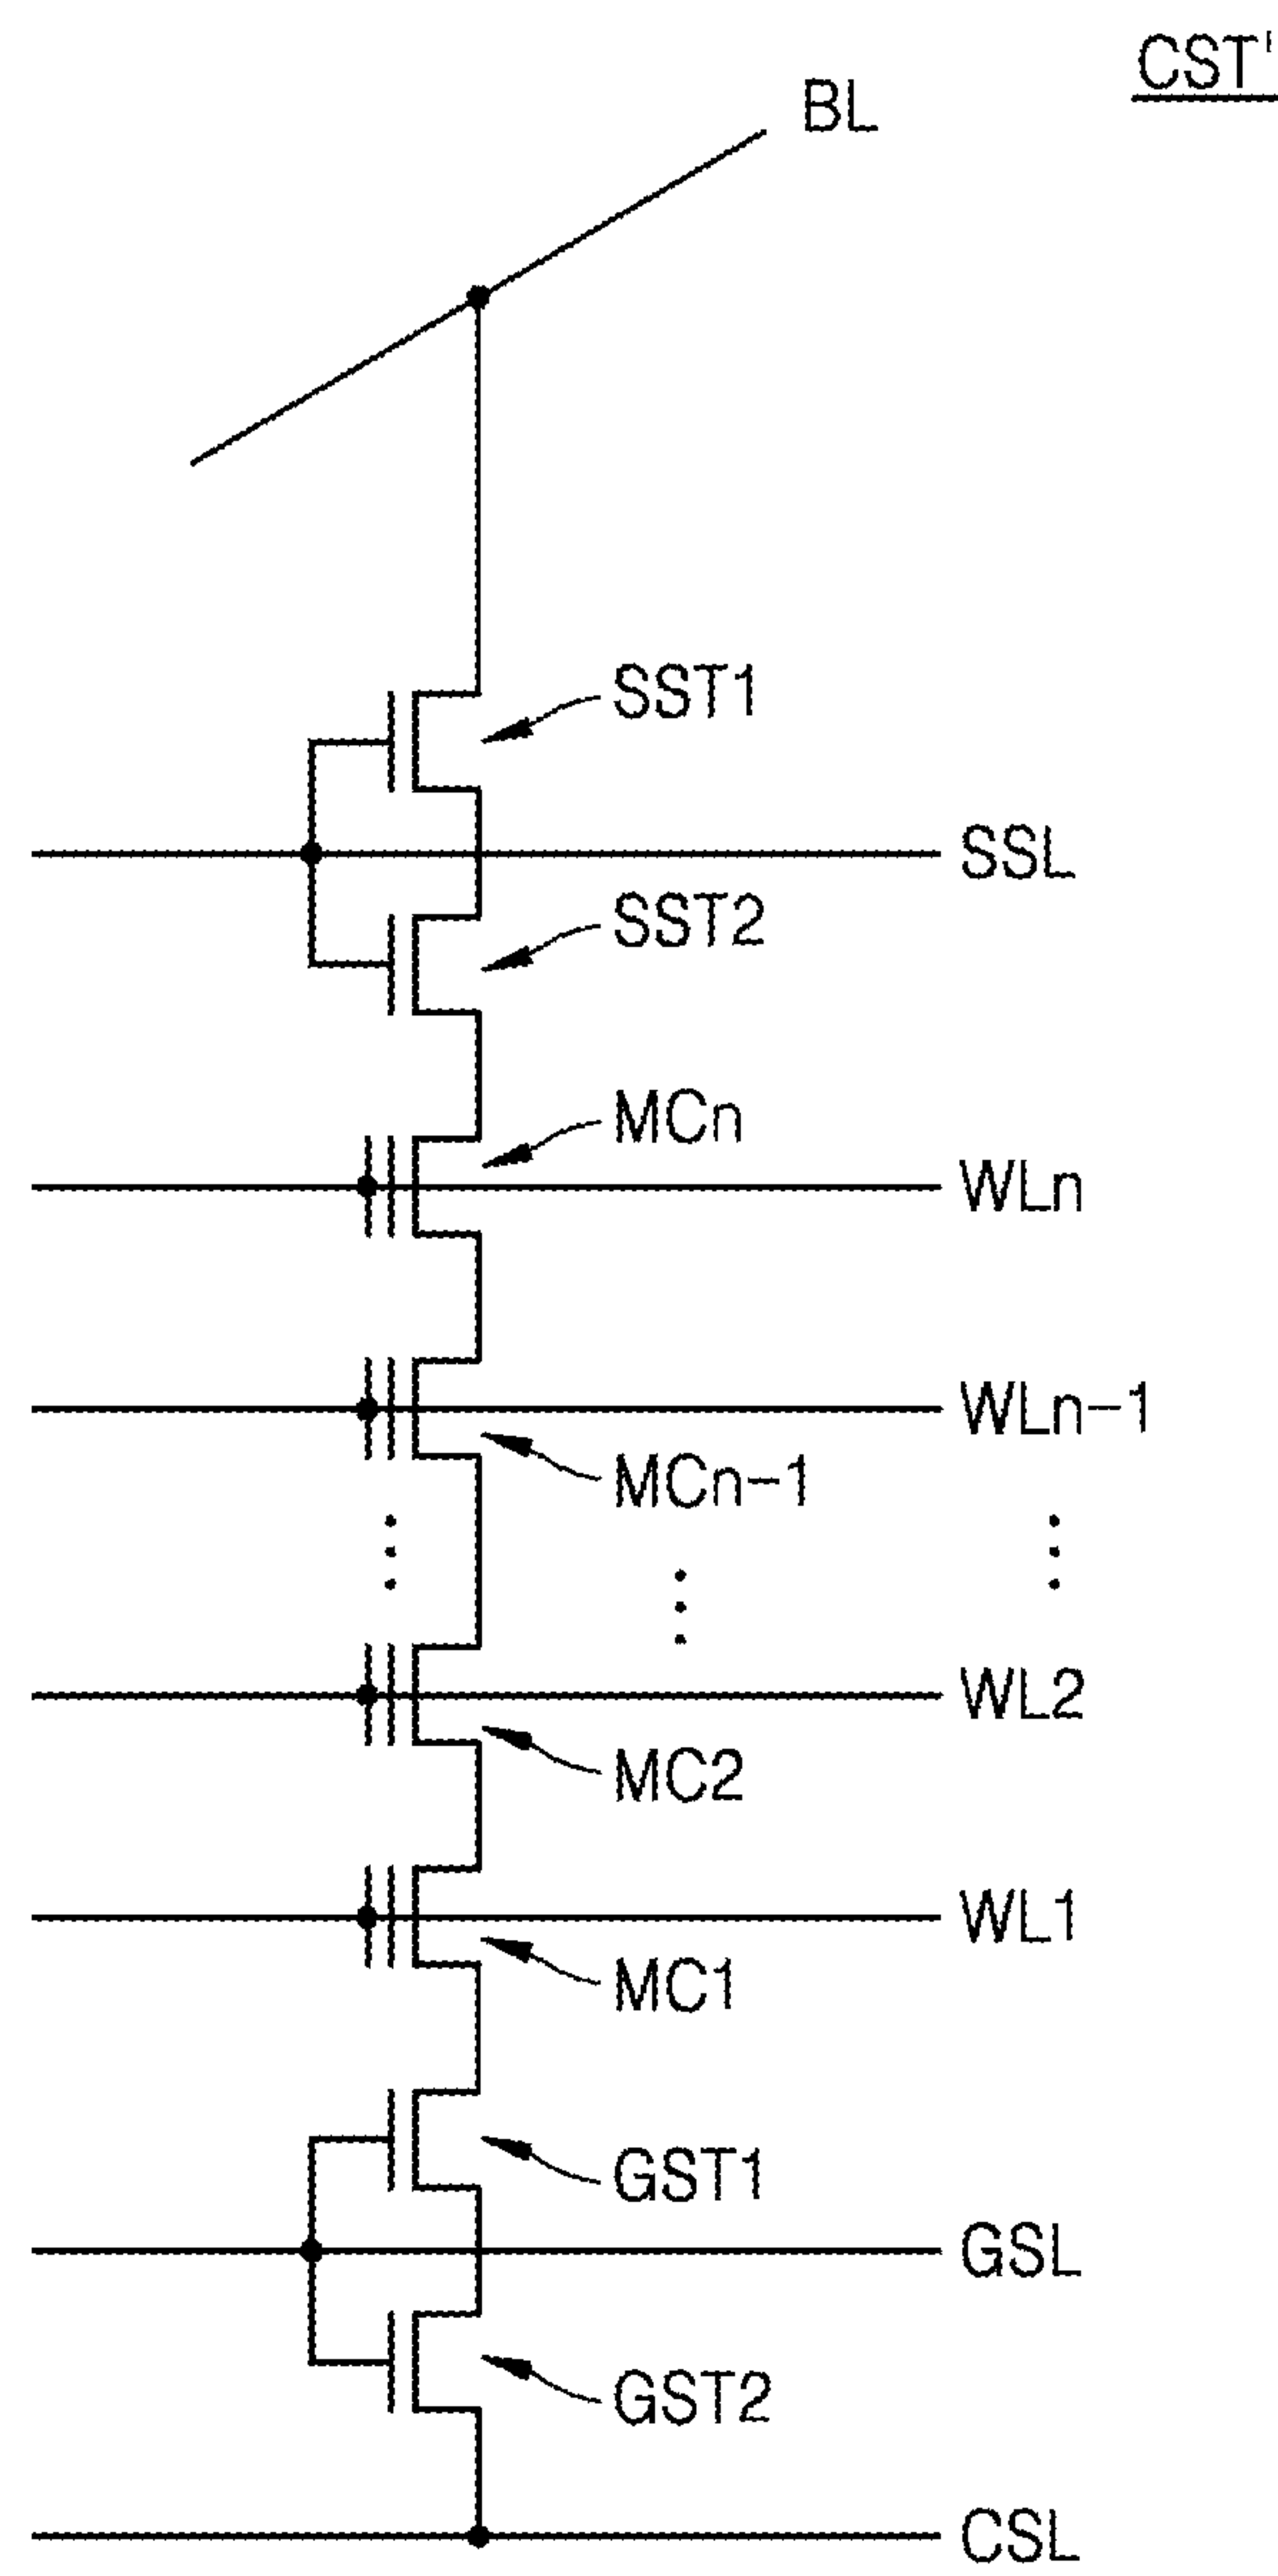 CST'
BL
SST1
SSL
SST2
MCn
WLn
WLn-1
MCn-1
WL2
MC2
WL1
MC1
GST1
GSL
GST2
CSL